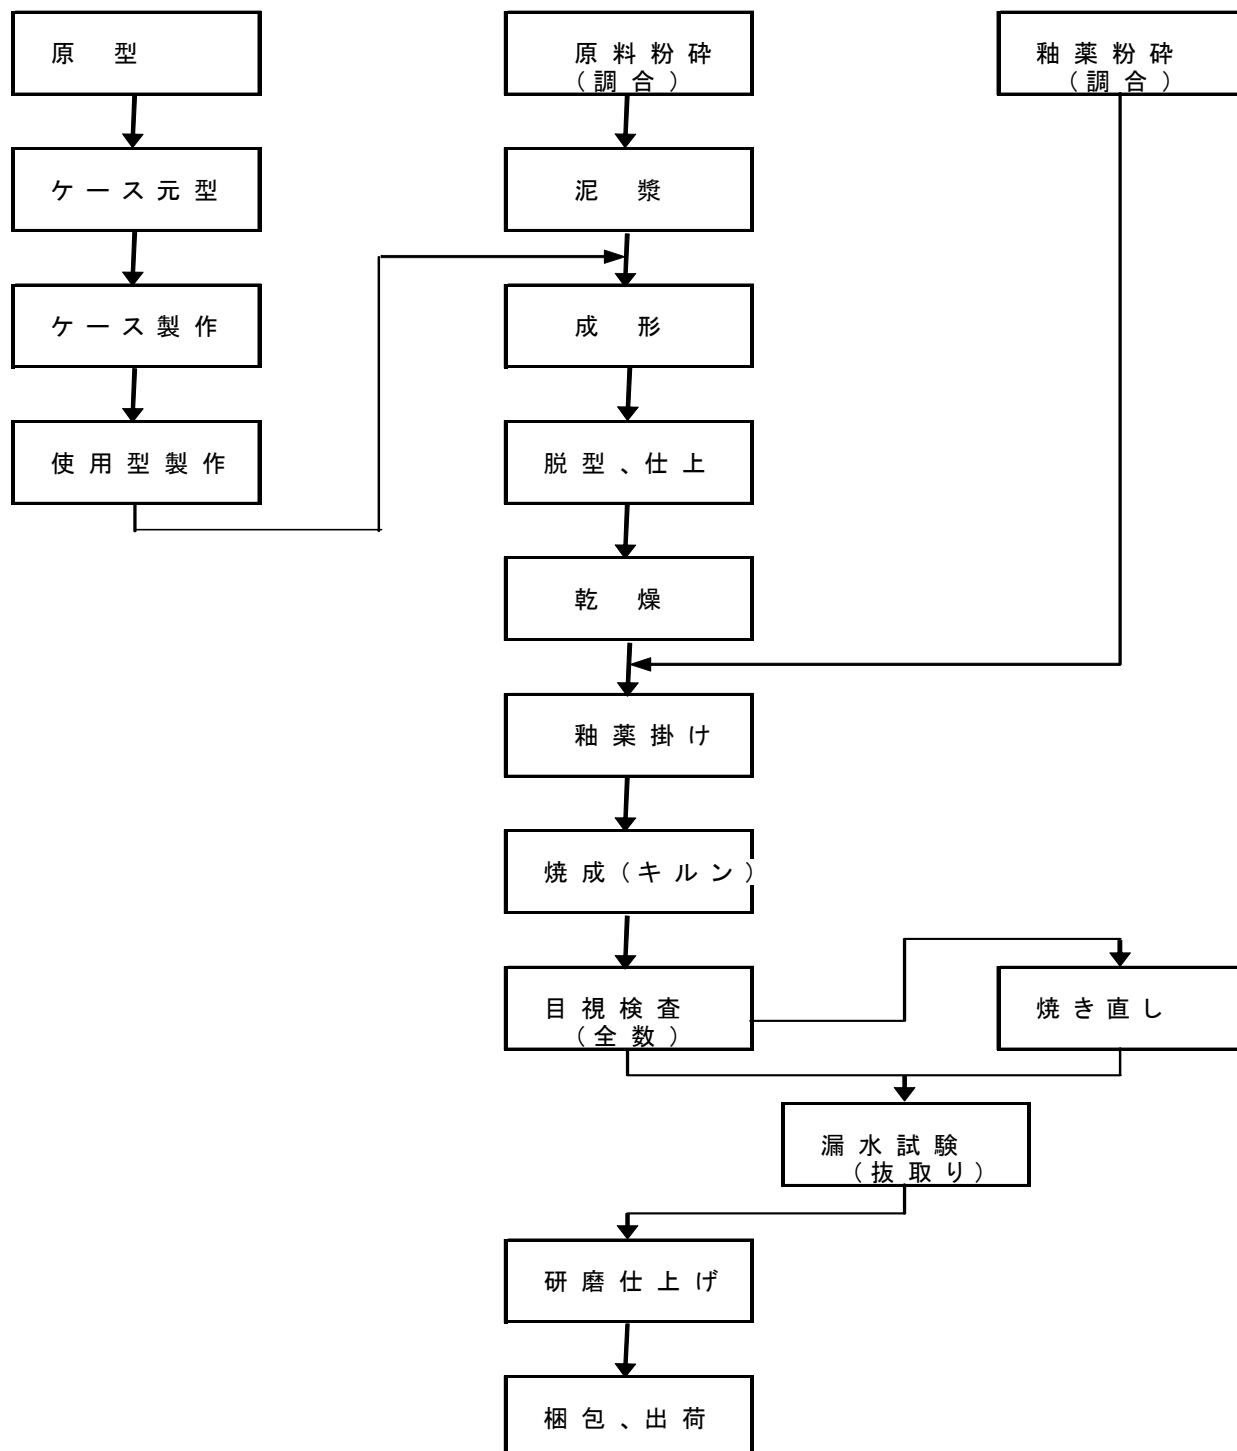 原型
ケース元型
ケース製作
使用型製作
原料粉砕
（調合）
泥漿
成形
脱型、仕上
乾燥
釉薬粉砕
（調合）
釉薬掛け
焼成（キルン）
目視検査
（全数）
焼き直し
漏水試験
（抜取り）
研磨仕上げ
梱包、出荷